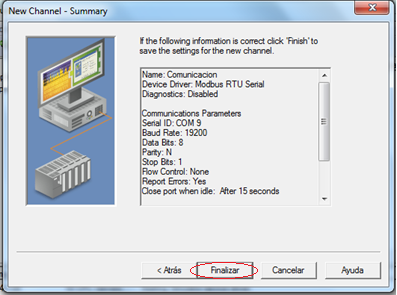 New Channel - Summary
If the following information is correct click 'Finish' to
save the settings for the new channel.
Name: Comunicacion
Device Driver: Modbus RTU Serial
Diagnostics: Disabled
Communications Parameters
Serial ID: COM 9
Baud Rate: 19200
Data Bits: 8
Parity: N
Stop Bits: 1
Flow Control: None
Report Errors: Yes
Close port when idle: After 15 seconds
< Atrás
Finalizar
Cancelar
Ayuda